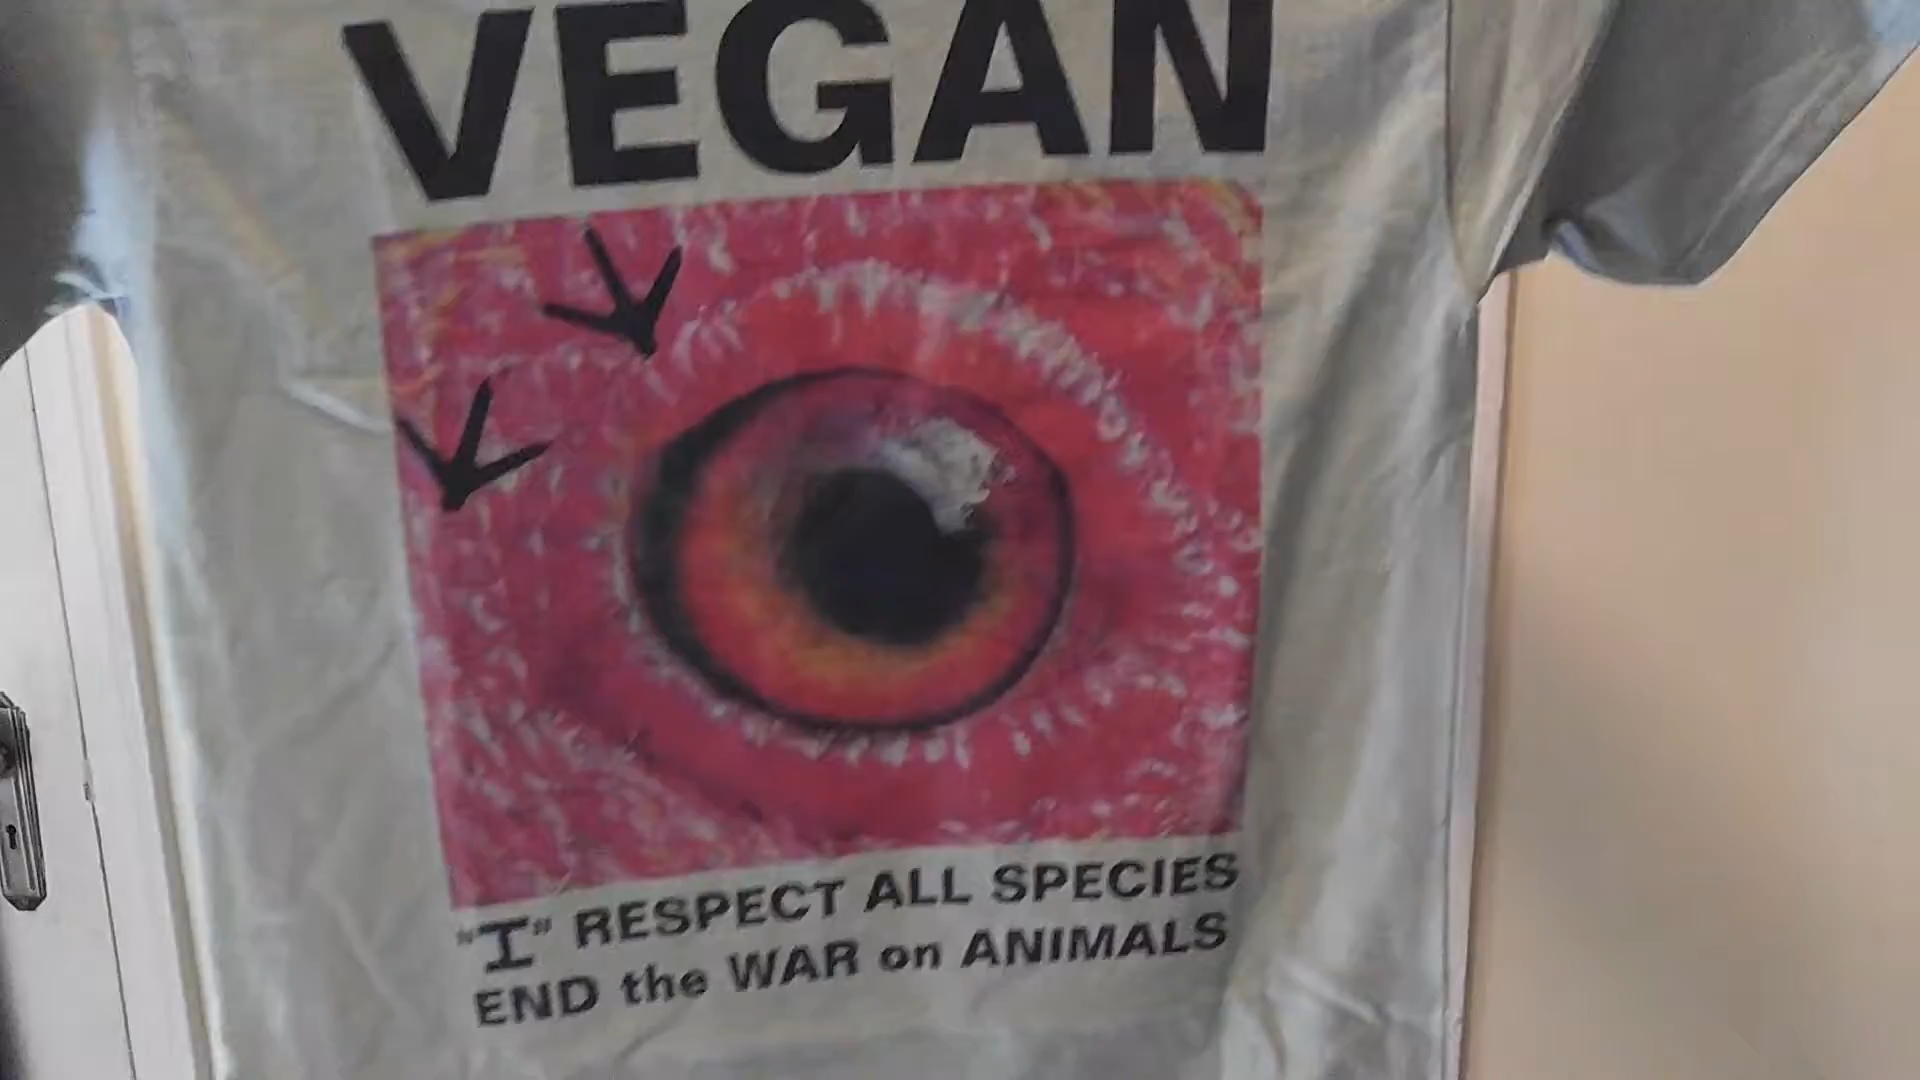 VEGAN
"I" RESPECT ALL SPECIES
END the WAR on ANIMALS